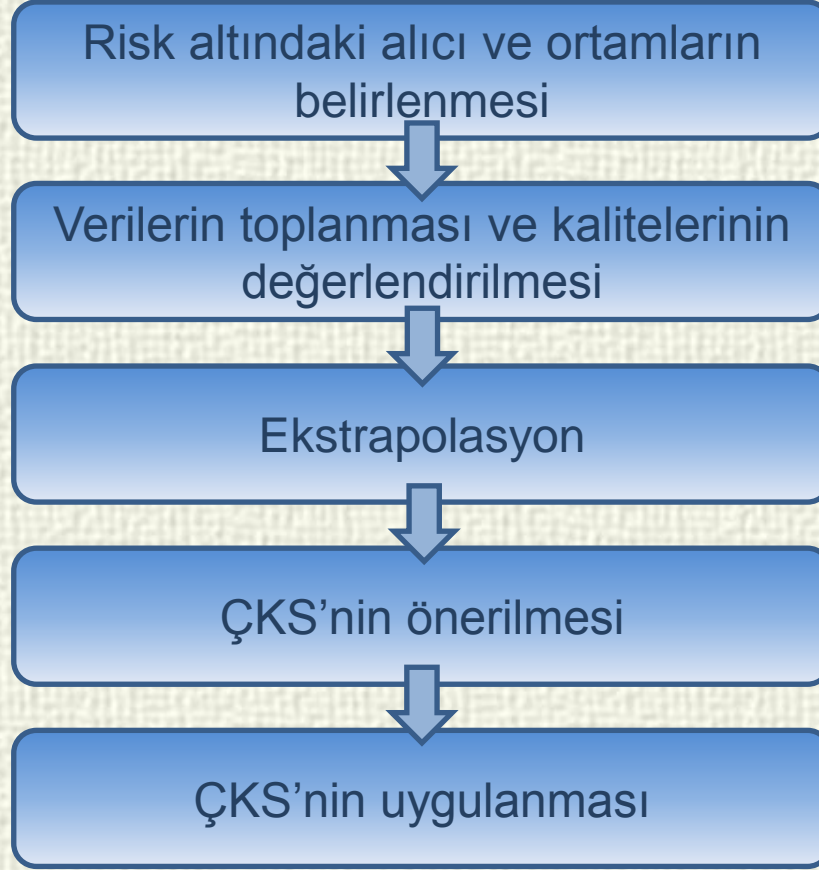 Risk altındaki alıcı ve ortamların
belirlenmesi
Verilerin toplanması ve kalitelerinin
değerlendirilmesi
Ekstrapolasyon
ÇKS’nin önerilmesi
ÇKS’nin uygulanması